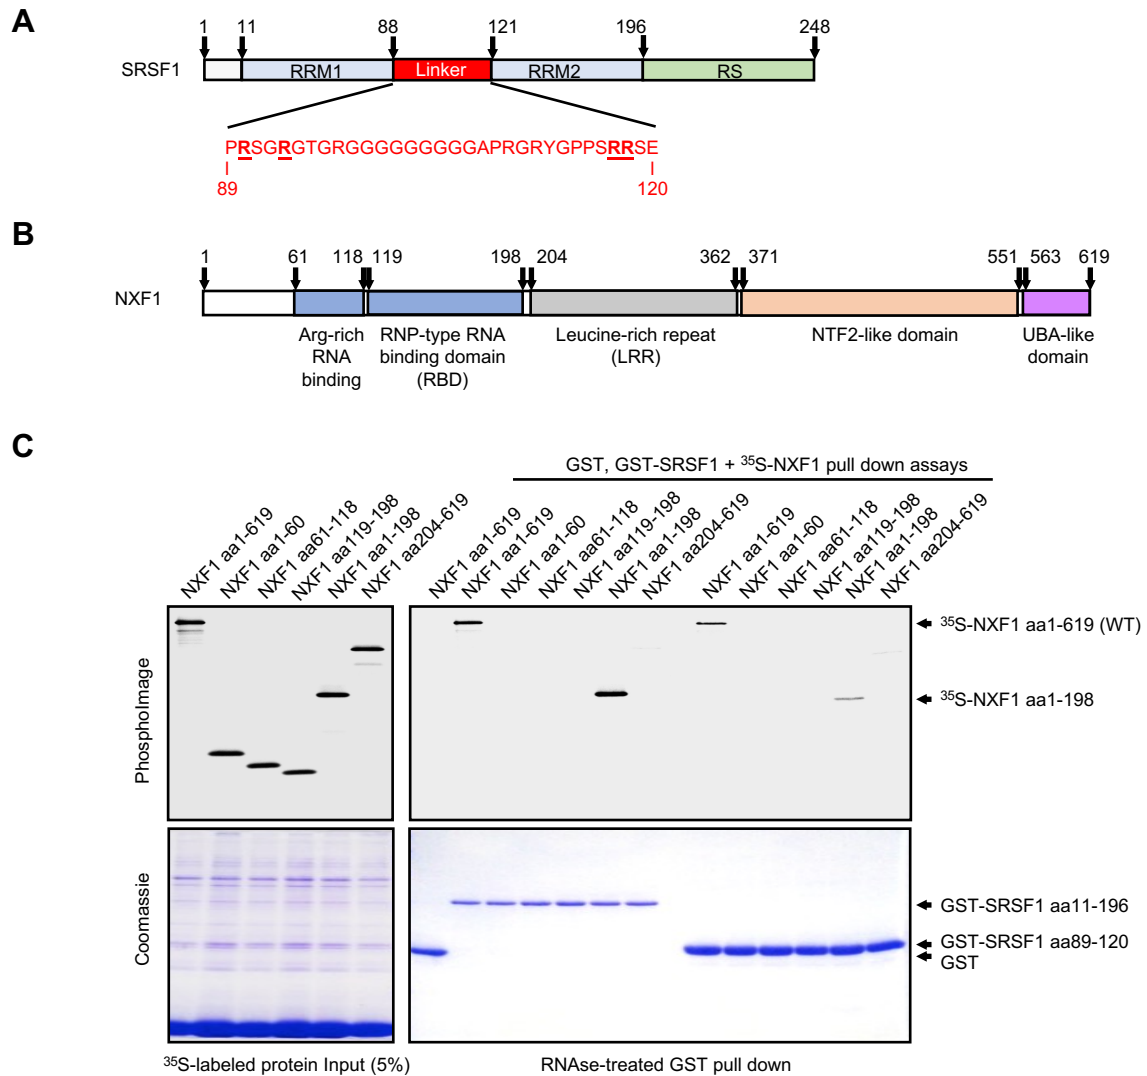 A
1 11 88 121 196 248
SRSF1 RRM1 Linker RRM2 RS
PRSGRGTGRGGGGGGGGGAPRGRYGPPSRRSE
89 120
B
1 61 118 119 198 204 362 371 551 563 619
NXF1
Arg-rich
RNA
binding
RNP-type RNA
binding domain
(RBD)
Leucine-rich repeat
(LRR)
NTF2-like domain
UBA-like
domain
C
GST, GST-SRSF1 + ³⁵S-NXF1 pull down assays
NXF1 aa1-619
NXF1 aa1-60
NXF1 aa61-118
NXF1 aa119-198
NXF1 aa1-198
NXF1 aa204-619
NXF1 aa1-619
NXF1 aa1-619
NXF1 aa1-60
NXF1 aa61-118
NXF1 aa119-198
NXF1 aa1-198
NXF1 aa204-619
NXF1 aa1-619
NXF1 aa1-60
NXF1 aa61-118
NXF1 aa119-198
NXF1 aa1-198
NXF1 aa204-619
PhosphoImage
³⁵S-NXF1 aa1-619 (WT)
³⁵S-NXF1 aa1-198
Coomassie
GST-SRSF1 aa11-196
GST-SRSF1 aa89-120
GST
³⁵S-labeled protein Input (5%)
RNAse-treated GST pull down